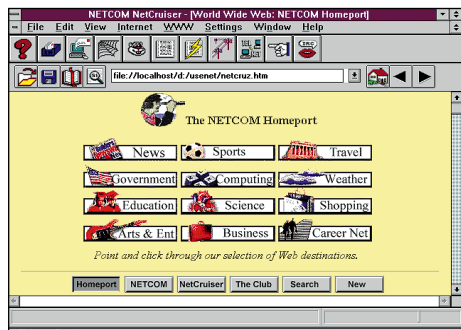 NETCOM NetCruiser - [World Wide Web: NETCOM Homeport]
File Edit View Internet WWW Settings Window Help
file://localhost/d:/usenet/netcruz.htm
The NETCOM Homeport
News Sports Travel
Government Computing Weather
Education Science Shopping
Arts & Ent Business Career Net
Point and click through our selection of Web destinations.
Homeport NETCOM NetCruiser The Club Search New